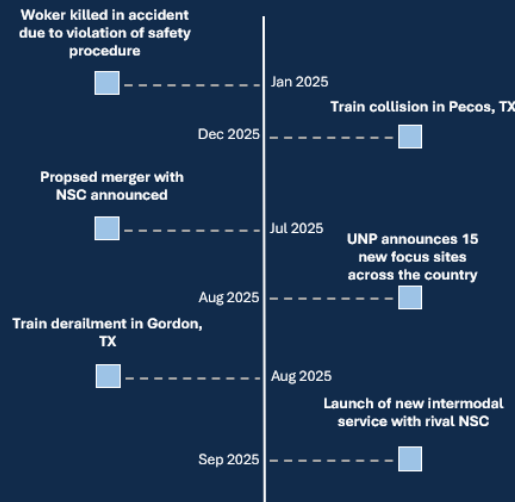 Woker killed in accident
due to violation of safety
procedure
Jan 2025
Train collision in Pecos, TX
Dec 2025
Propsed merger with
NSC announced
Jul 2025
UNP announces 15
new focus sites
across the country
Aug 2025
Train derailment in Gordon,
TX
Aug 2025
Launch of new intermodal
service with rival NSC
Sep 2025